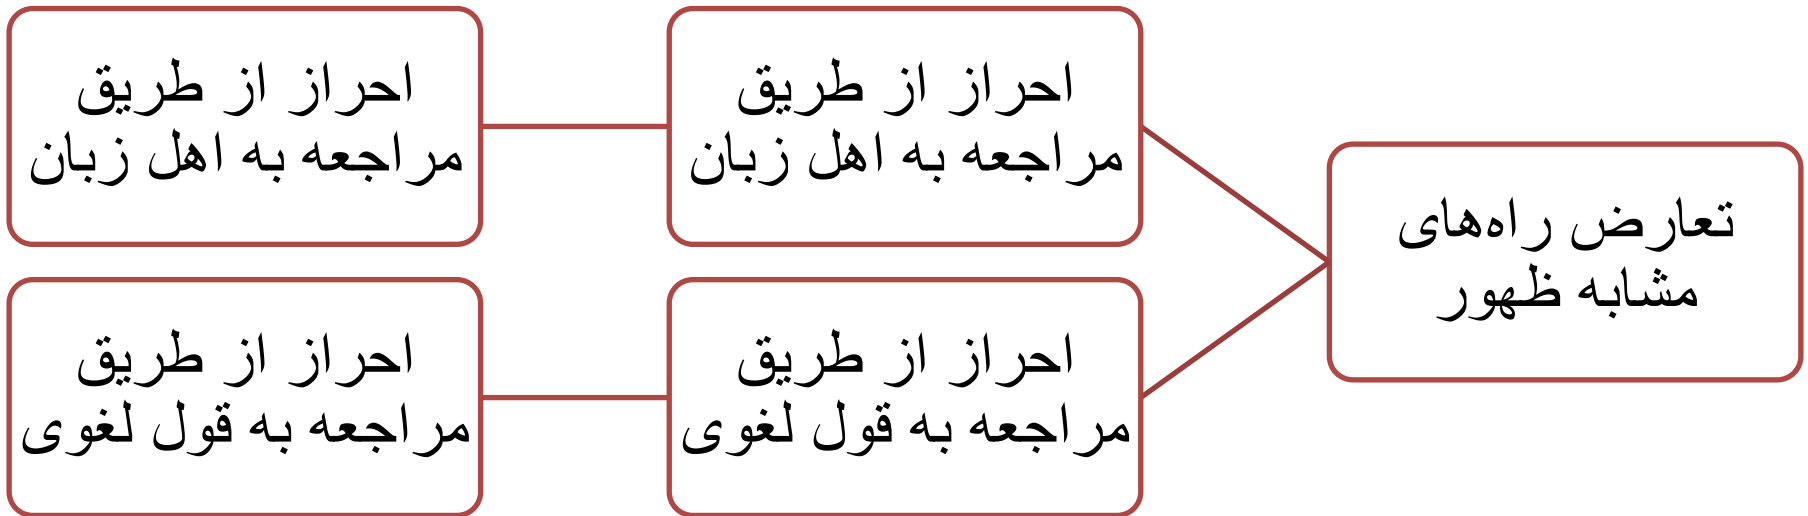 تعارض راه‌های
مشابه ظهور
احراز از طریق
مراجعه به اهل زبان
احراز از طریق
مراجعه به اهل زبان
احراز از طریق
مراجعه به قول لغوی
احراز از طریق
مراجعه به قول لغوی